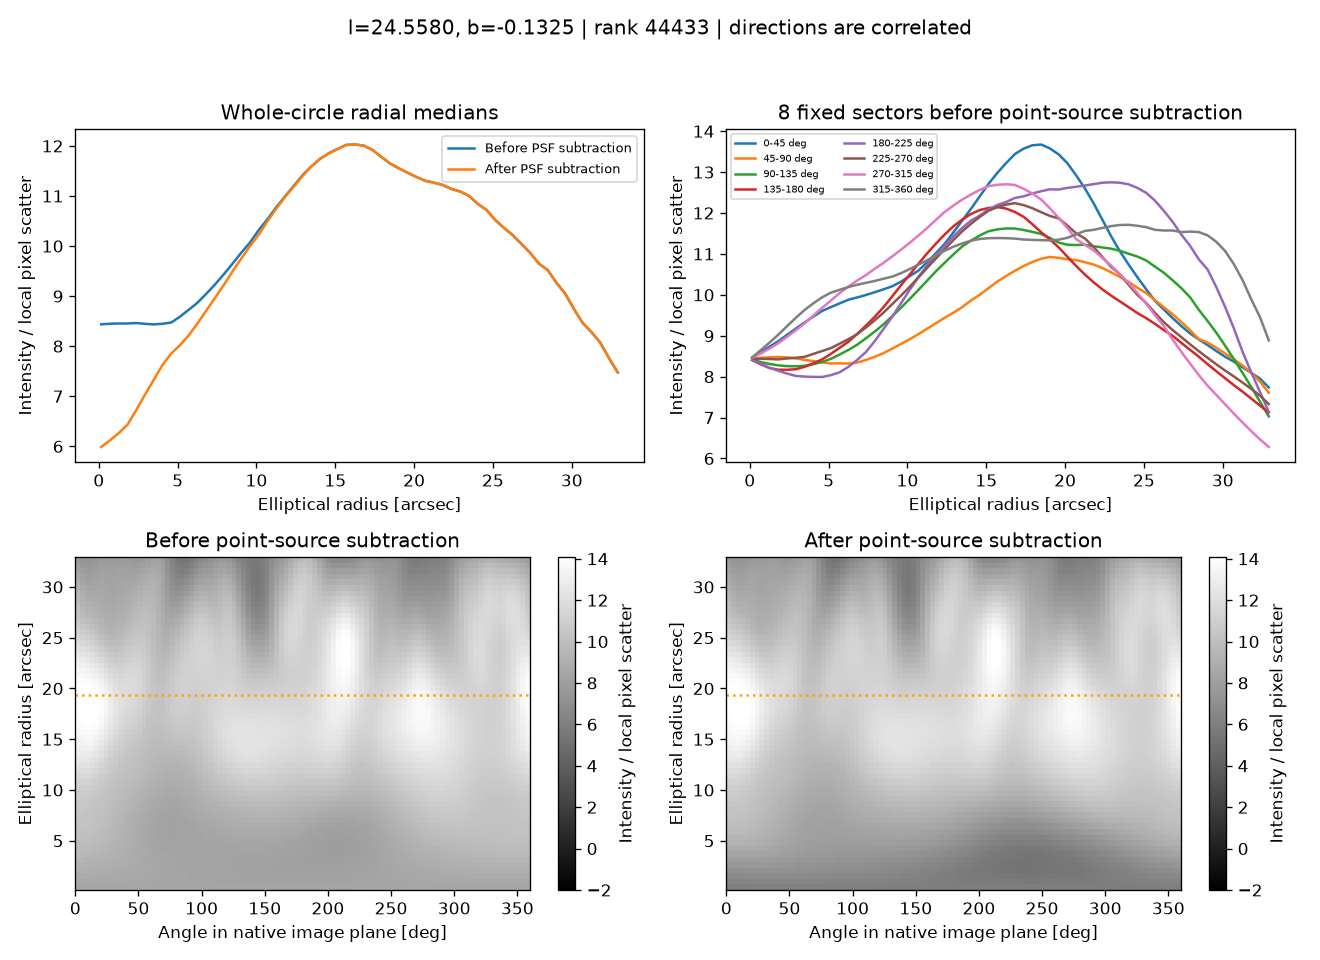 l=24.5580, b=-0.1325 | rank 44433 | directions are correlated
Whole-circle radial medians
12
11
10
9
8
7
6
Intensity / local pixel scatter
Before PSF subtraction
After PSF subtraction
0 5 10 15 20 25 30
Elliptical radius [arcsec]
8 fixed sectors before point-source subtraction
14
13
12
11
10
9
8
7
6
Intensity / local pixel scatter
0-45 deg
45-90 deg
90-135 deg
135-180 deg
180-225 deg
225-270 deg
270-315 deg
315-360 deg
0 5 10 15 20 25 30
Elliptical radius [arcsec]
Before point-source subtraction
30
25
20
15
10
5
Elliptical radius [arcsec]
0 50 100 150 200 250 300 350
Angle in native image plane [deg]
14
12
10
8
6
4
2
0
−2
Intensity / local pixel scatter
After point-source subtraction
30
25
20
15
10
5
Elliptical radius [arcsec]
0 50 100 150 200 250 300 350
Angle in native image plane [deg]
14
12
10
8
6
4
2
0
−2
Intensity / local pixel scatter